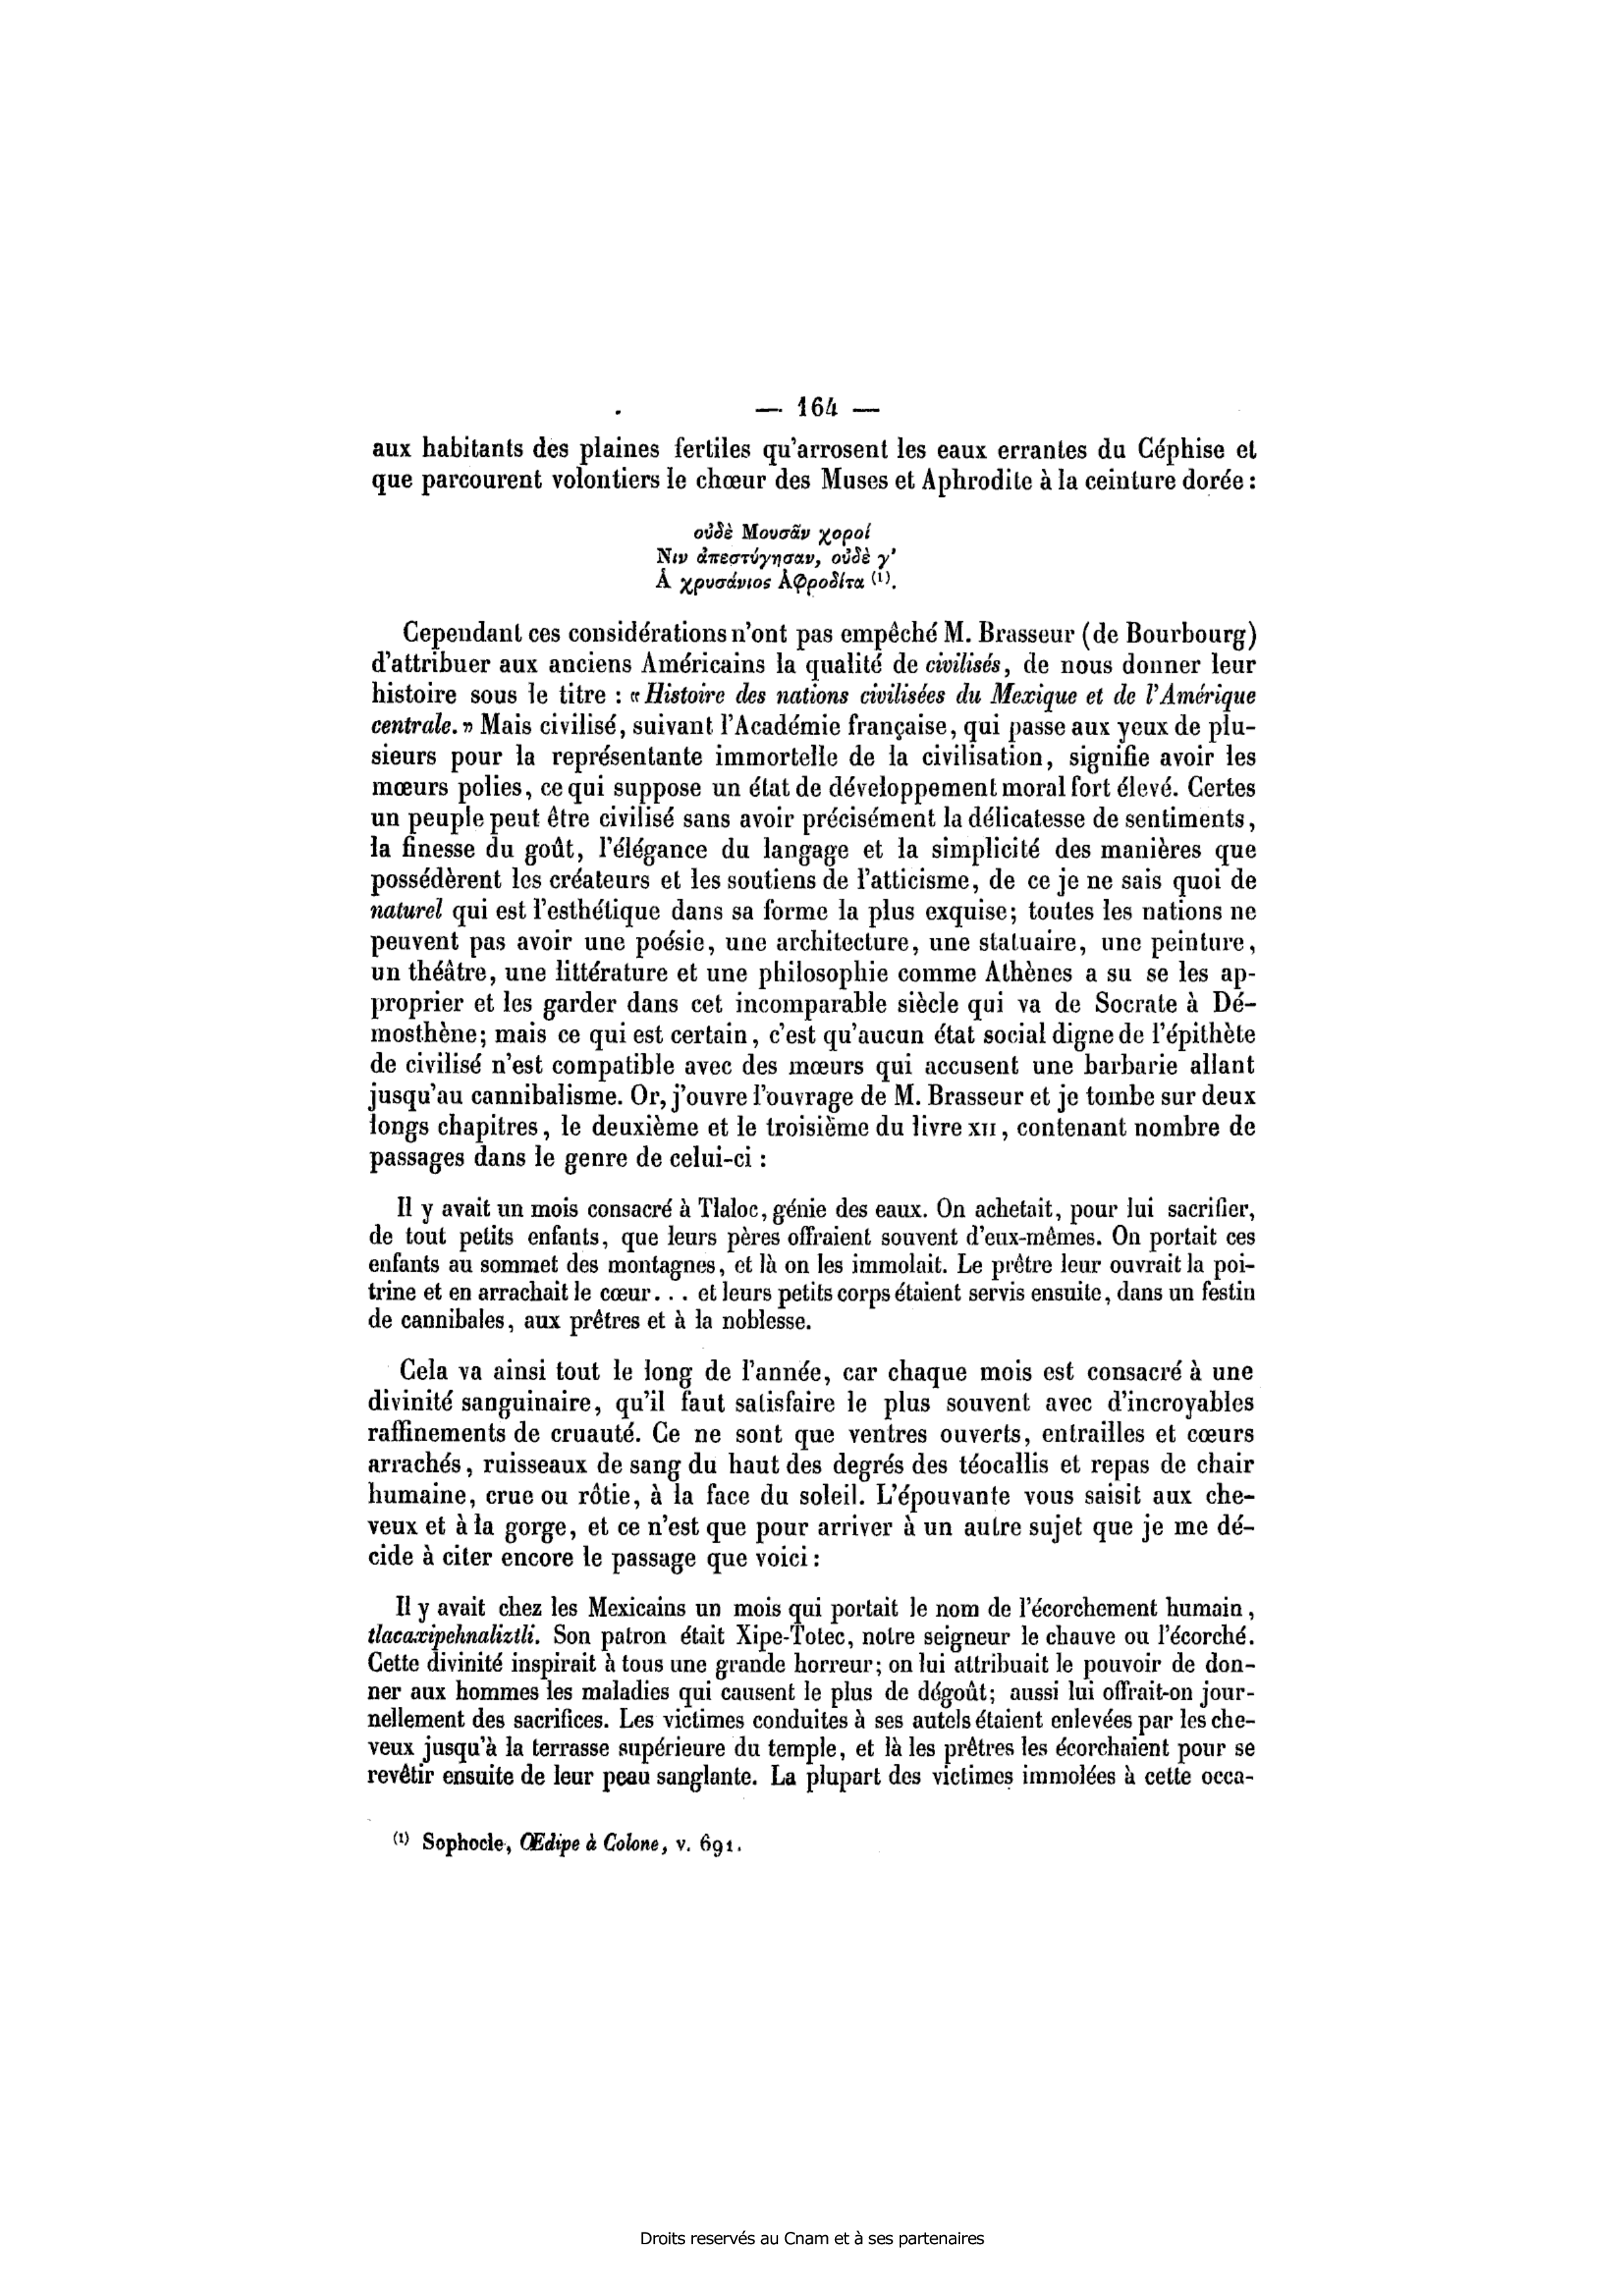 — 164 —
aux habitants des plaines fertiles qu'arrosent les eaux errantes du Céphise et
que parcourent volontiers le chœur des Muses et Aphrodite à la ceinture dorée :
οὐδὲ Μουσᾶν χοροί
Νιν ἀπεστύγησαν, οὐδὲ γ'
Ἁ χρυσάνιος Ἀφροδίτα (1).
Cependant ces considérations n'ont pas empêché M. Brasseur (de Bourbourg)
d'attribuer aux anciens Américains la qualité de civilisés, de nous donner leur
histoire sous le titre : « Histoire des nations civilisées du Mexique et de l'Amérique
centrale. » Mais civilisé, suivant l'Académie française, qui passe aux yeux de plu-
sieurs pour la représentante immortelle de la civilisation, signifie avoir les
mœurs polies, ce qui suppose un état de développement moral fort élevé. Certes
un peuple peut être civilisé sans avoir précisément la délicatesse de sentiments,
la finesse du goût, l'élégance du langage et la simplicité des manières que
possédèrent les créateurs et les soutiens de l'atticisme, de ce je ne sais quoi de
naturel qui est l'esthétique dans sa forme la plus exquise; toutes les nations ne
peuvent pas avoir une poésie, une architecture, une statuaire, une peinture,
un théâtre, une littérature et une philosophie comme Athènes a su se les ap-
proprier et les garder dans cet incomparable siècle qui va de Socrate à Dé-
mosthène; mais ce qui est certain, c'est qu'aucun état social digne de l'épithète
de civilisé n'est compatible avec des mœurs qui accusent une barbarie allant
jusqu'au cannibalisme. Or, j'ouvre l'ouvrage de M. Brasseur et je tombe sur deux
longs chapitres, le deuxième et le troisième du livre XII, contenant nombre de
passages dans le genre de celui-ci :
Il y avait un mois consacré à Tlaloc, génie des eaux. On achetait, pour lui sacrifier,
de tout petits enfants, que leurs pères offraient souvent d'eux-mêmes. On portait ces
enfants au sommet des montagnes, et là on les immolait. Le prêtre leur ouvrait la poi-
trine et en arrachait le cœur... et leurs petits corps étaient servis ensuite, dans un festin
de cannibales, aux prêtres et à la noblesse.
Cela va ainsi tout le long de l'année, car chaque mois est consacré à une
divinité sanguinaire, qu'il faut satisfaire le plus souvent avec d'incroyables
raffinements de cruauté. Ce ne sont que ventres ouverts, entrailles et cœurs
arrachés, ruisseaux de sang du haut des degrés des téocallis et repas de chair
humaine, crue ou rôtie, à la face du soleil. L'épouvante vous saisit aux che-
veux et à la gorge, et ce n'est que pour arriver à un autre sujet que je me dé-
cide à citer encore le passage que voici :
Il y avait chez les Mexicains un mois qui portait le nom de l'écorchement humain,
tlacaxipehnaliztli. Son patron était Xipe-Totec, notre seigneur le chauve ou l'écorché.
Cette divinité inspirait à tous une grande horreur; on lui attribuait le pouvoir de don-
ner aux hommes les maladies qui causent le plus de dégoût; aussi lui offrait-on jour-
nellement des sacrifices. Les victimes conduites à ses autels étaient enlevées par les che-
veux jusqu'à la terrasse supérieure du temple, et là les prêtres les écorchaient pour se
revêtir ensuite de leur peau sanglante. La plupart des victimes immolées à cette occa-
(1) Sophocle, Œdipe à Colone, v. 691.
Droits reservés au Cnam et à ses partenaires